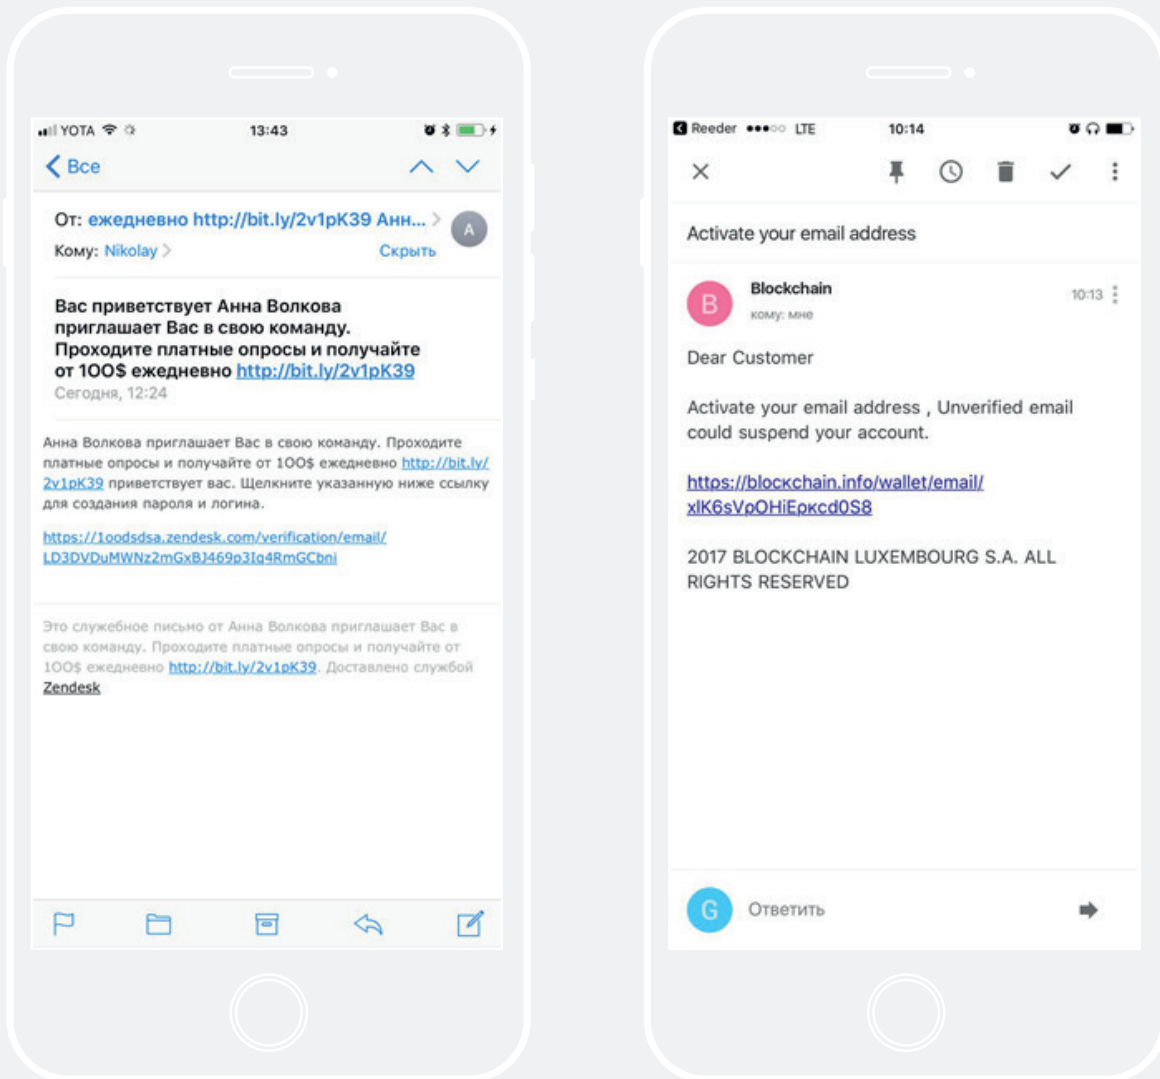 YOTA 13:43
Все
От: ежедневно http://bit.ly/2v1pK39 Анн...
A
Кому: Nikolay
Скрыть
Вас приветствует Анна Волкова
приглашает Вас в свою команду.
Проходите платные опросы и получайте
от 1OO$ ежедневно http://bit.ly/2v1pK39
Сегодня, 12:24
Анна Волкова приглашает Вас в свою команду. Проходите
платные опросы и получайте от 1OO$ ежедневно http://bit.ly/
2v1pK39 приветствует вас. Щелкните указанную ниже ссылку
для создания пароля и логина.
https://1oodsdsa.zendesk.com/verification/email/
LD3DVDuMWNz2mGxBJ469p3Iq4RmGCbni
Это служебное письмо от Анна Волкова приглашает Вас в
свою команду. Проходите платные опросы и получайте от
1OO$ ежедневно http://bit.ly/2v1pK39. Доставлено службой
Zendesk
Reeder LTE 10:14
Activate your email address
B
Blockchain
10:13
кому: мне
Dear Customer
Activate your email address , Unverified email
could suspend your account.
https://blocкchain.info/wallet/email/
xlK6sVpOHiEpкcd0S8
2017 BLOCKCHAIN LUXEMBOURG S.A. ALL
RIGHTS RESERVED
G
Ответить